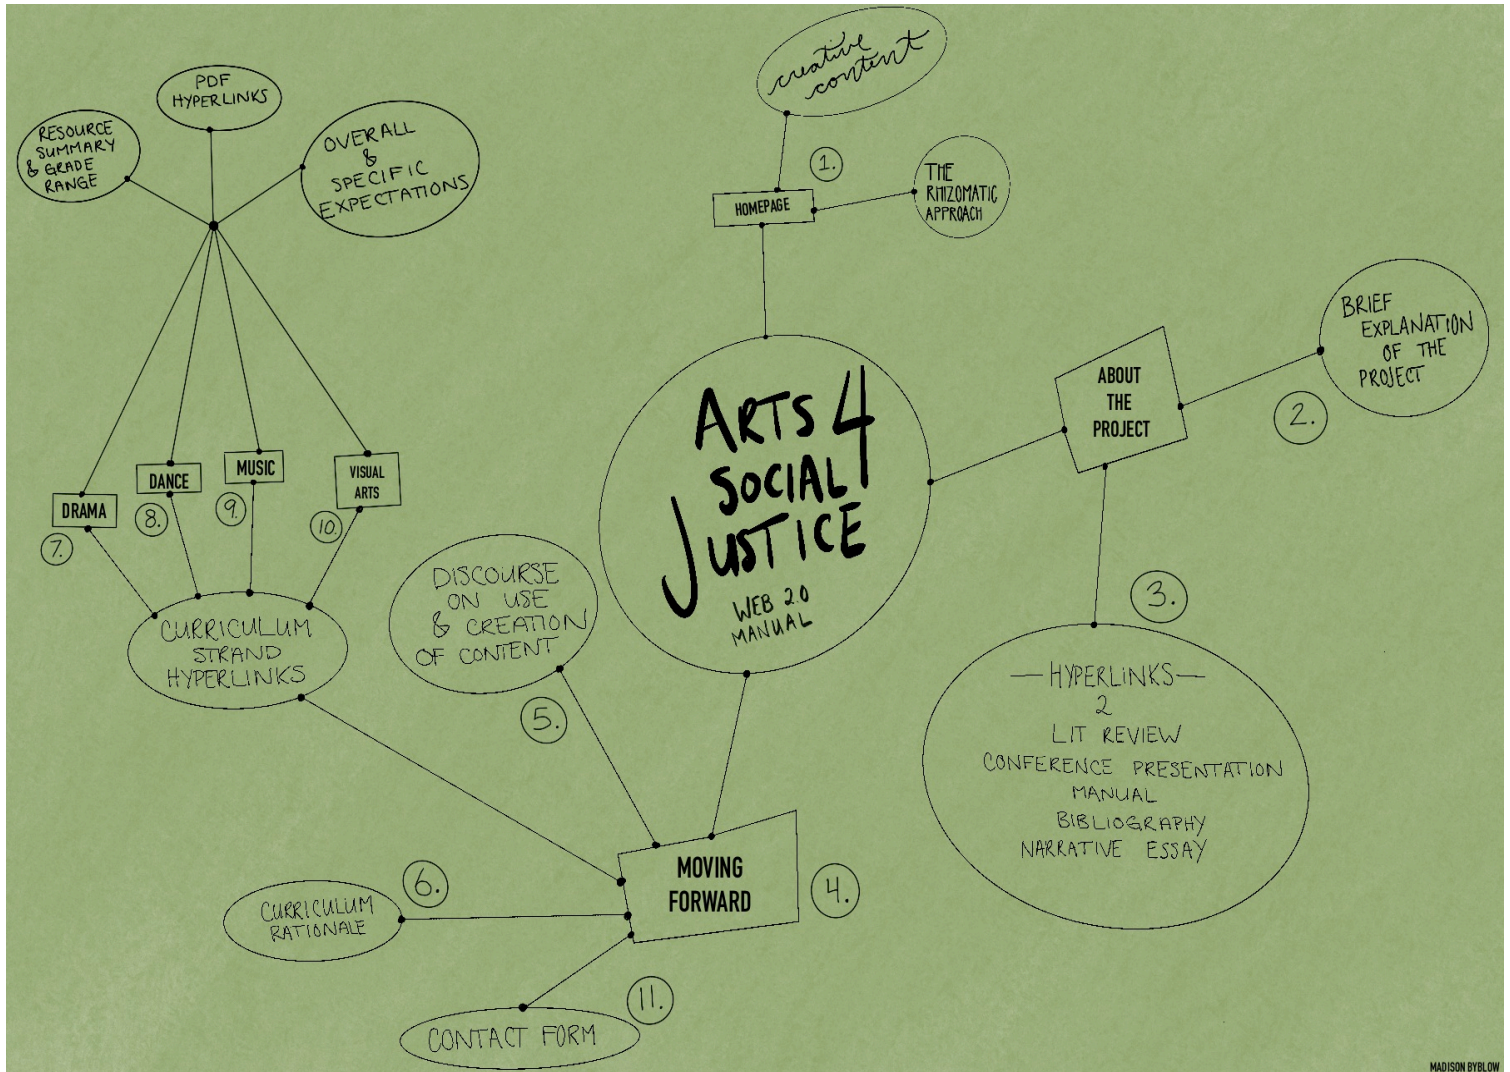 creative
content
1.
HOMEPAGE
THE
RHIZOMATIC
APPROACH
PDF
HYPERLINKS
RESOURCE
SUMMARY
& GRADE
RANGE
OVERALL
&
SPECIFIC
EXPECTATIONS
BRIEF
EXPLANATION
OF THE
PROJECT
2.
ABOUT
THE
PROJECT
ARTS 4
SOCIAL
JUSTICE
WEB 2.0
MANUAL
DRAMA
DANCE
MUSIC
VISUAL
ARTS
7.
8.
9.
10.
CURRICULUM
STRAND
HYPERLINKS
DISCOURSE
ON USE
& CREATION
OF CONTENT
5.
3.
—HYPERLINKS—
2
LIT REVIEW
CONFERENCE PRESENTATION
MANUAL
BIBLIOGRAPHY
NARRATIVE ESSAY
MOVING
FORWARD
4.
6.
CURRICULUM
RATIONALE
11.
CONTACT FORM
MADISON BYBLOW